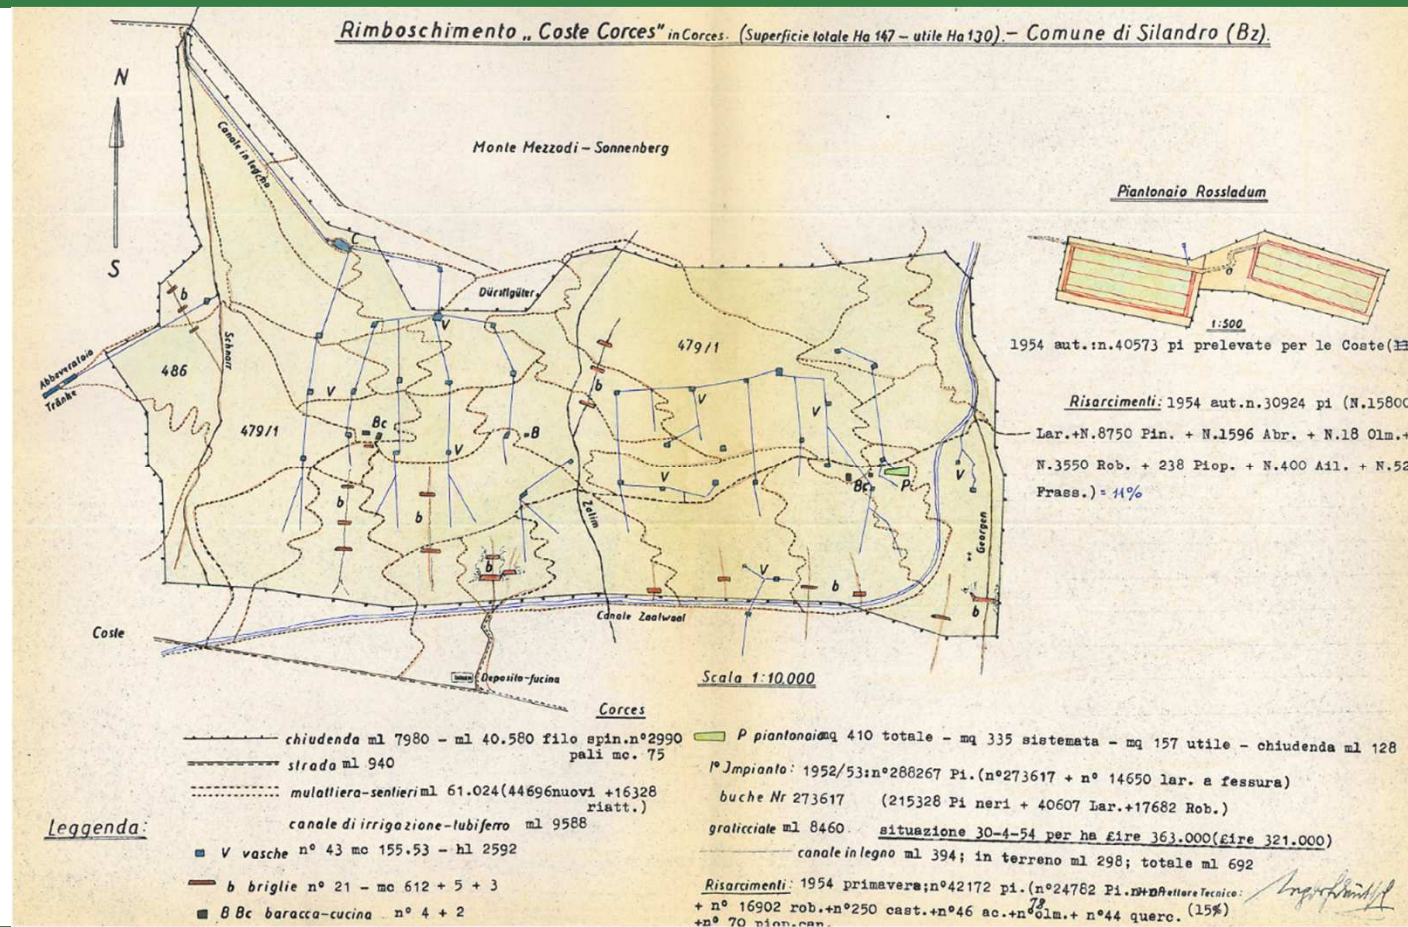 Rimboschimento „ Coste Corces" in Corces. (Superficie totale Ha 147 – utile Ha 130).– Comune di Silandro (Bz).
N
S
Monte Mezzodi – Sonnenberg
Canale in legno
C
Dürstlgüter
b
Schnarr
486
Abbeveratoio
Tränke
479/1
V
V
Bc
B
V
b
b
b
Zalim
479/1
b
V
V
V
Bc
P
V
V
b
Georgen
b
Canale Zaalwaal
Coste
Deposito-fucina
Corces
Scala 1:10.000
Piantonaio Rossladum
1:500
1954 aut.:n.40573 pi prelevate per le Coste(
Risarcimenti: 1954 aut.n.30924 pi (N.15800
Lar.+N.8750 Pin. + N.1596 Abr. + N.18 Olm.+
N.3550 Rob. + 238 Piop. + N.400 Ail. + N.52
Frass.) = 11%
Leggenda:
chiudenda ml 7980 – ml 40.580 filo spin.n°2990
pali mc. 75
strada ml 940
mulattiera-sentieri ml 61.024(44696nuovi +16328
riatt.)
canale di irrigazione-tubiferro ml 9588
V vasche n° 43 mc 155.53 – hl 2592
b briglie n° 21 – mc 612 + 5 + 3
B Bc baracca-cucina n° 4 + 2
P piantonaio mq 410 totale – mq 335 sistemata – mq 157 utile – chiudenda ml 128
1° Impianto: 1952/53:n°288267 Pi.(n°273617 + n° 14650 lar. a fessura)
buche Nr 273617 (215328 Pi neri + 40607 Lar.+17682 Rob.)
graticciale ml 8460 situazione 30-4-54 per ha £ire 363.000(£ire 321.000)
canale in legno ml 394; in terreno ml 298; totale ml 692
Risarcimenti: 1954 primavera;n°42172 pi.(n°24782 Pi.n Direttore Tecnico:
+ n° 16902 rob.+n°250 cast.+n°46 ac.+n°78 olm.+ n°44 querc. (15%)
+n° 70 piop.can.